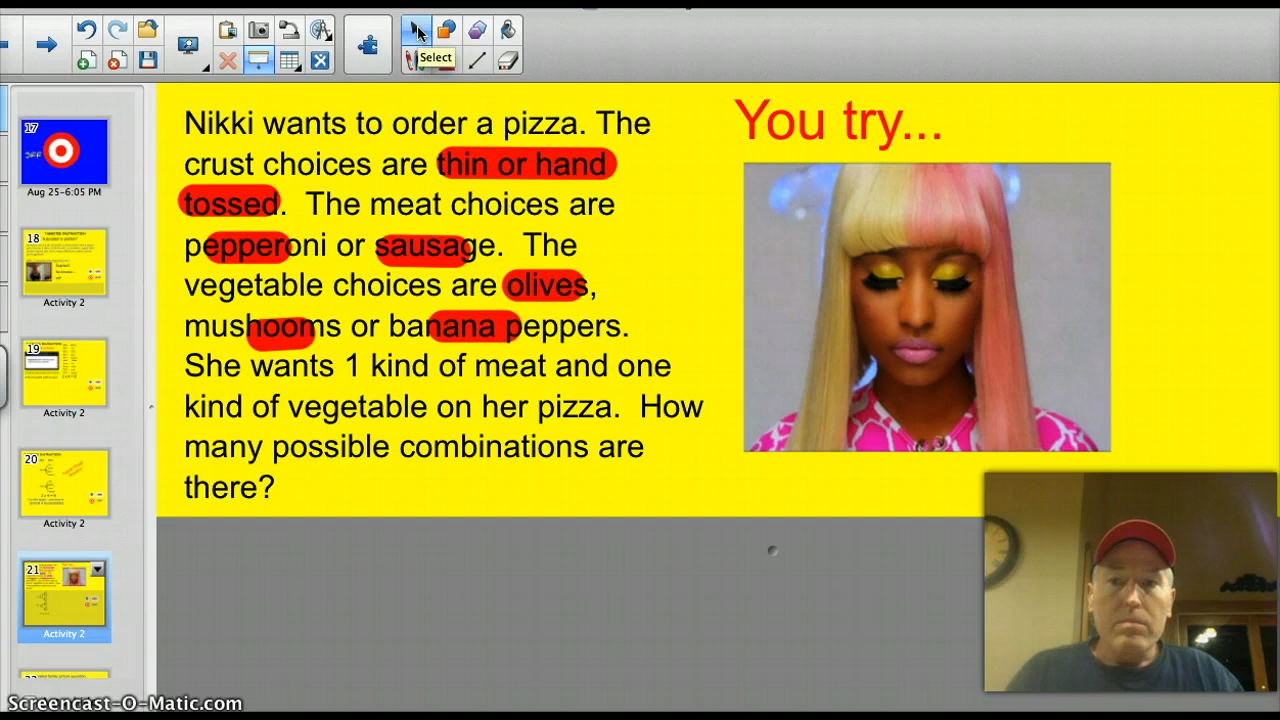 Select
17
Aug 25-6:05 PM
18
Activity 2
19
Activity 2
20
Activity 2
21
Activity 2
Nikki wants to order a pizza. The
crust choices are thin or hand
tossed. The meat choices are
pepperoni or sausage. The
vegetable choices are olives,
mushooms or banana peppers.
She wants 1 kind of meat and one
kind of vegetable on her pizza. How
many possible combinations are
there?
You try...
Screencast-O-Matic.com